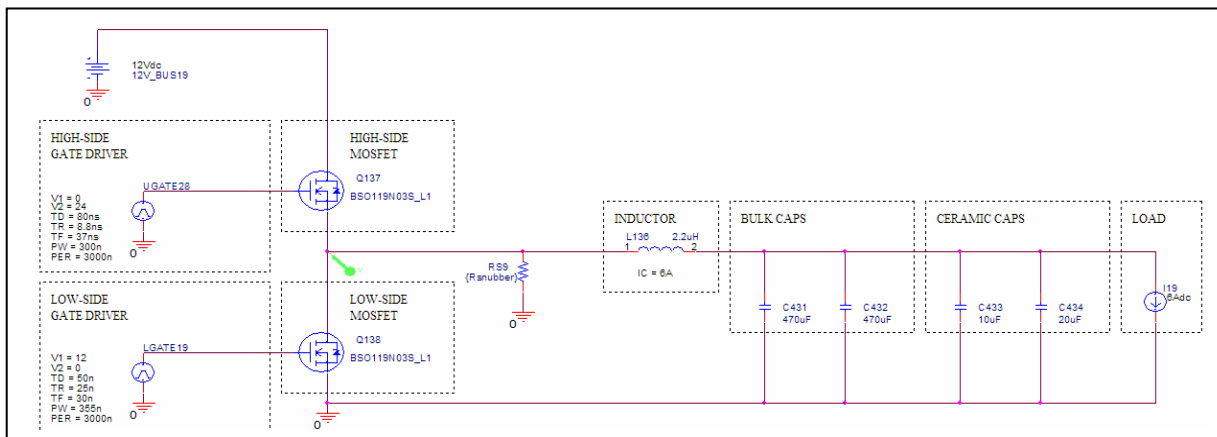 12Vdc
12V_BUS19
0
HIGH-SIDE
GATE DRIVER
V1 = 0
V2 = 24
TD = 80ns
TR = 8.8ns
TF = 37ns
PW = 300n
PER = 3000n
UGATE28
0
HIGH-SIDE
MOSFET
Q137
BSO119N03S_L1
LOW-SIDE
GATE DRIVER
V1 = 12
V2 = 0
TD = 50n
TR = 25n
TF = 30n
PW = 355n
PER = 3000n
LGATE19
0
LOW-SIDE
MOSFET
Q138
BSO119N03S_L1
0
RS9
{Rsnubber}
0
INDUCTOR
L136 2.2uH
1 2
IC = 6A
BULK CAPS
C431
470uF
C432
470uF
CERAMIC CAPS
C433
10uF
C434
20uF
LOAD
I19
6Adc